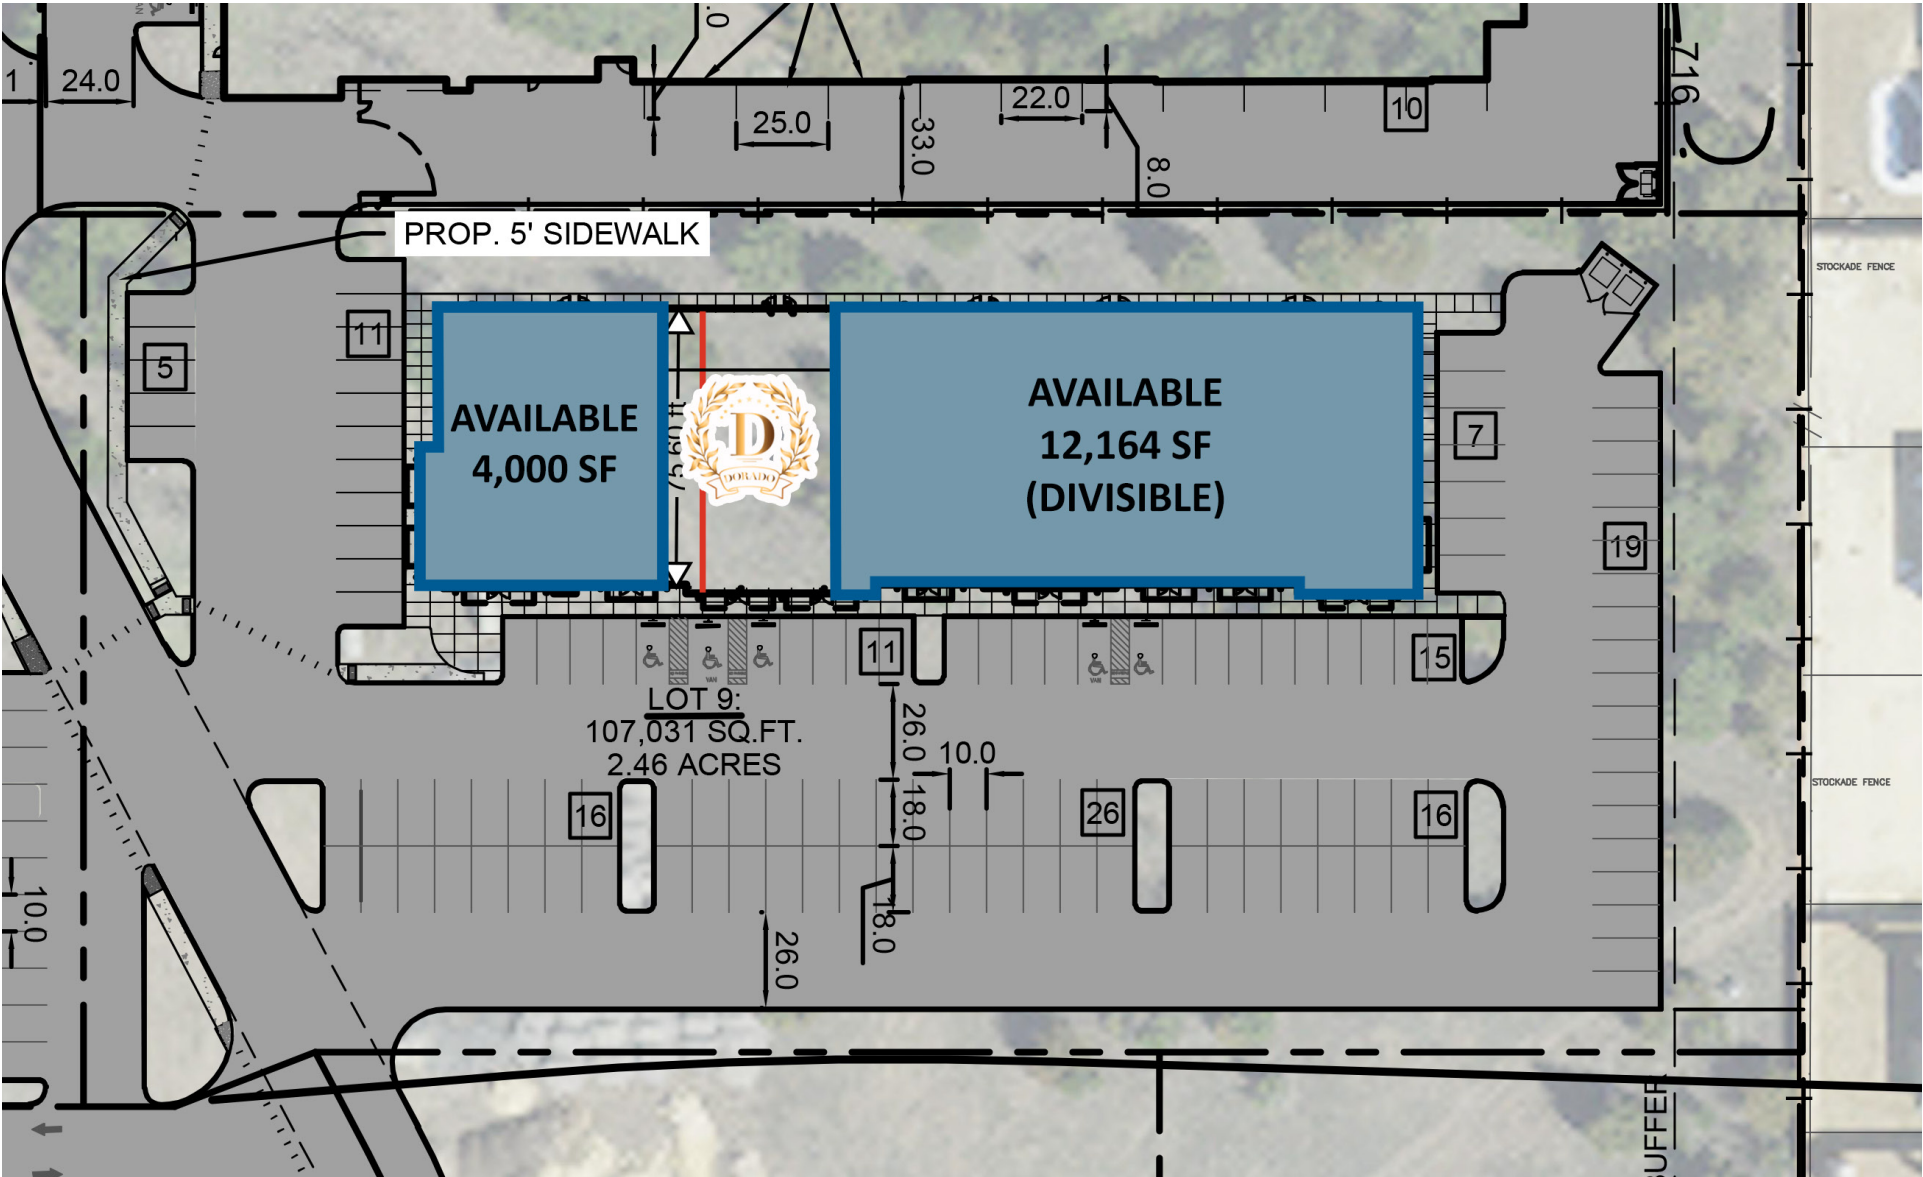 1
24.0
.0
25.0
33.0
22.0
8.0
10
716.
PROP. 5' SIDEWALK
STOCKADE FENCE
11
5
AVAILABLE
4,000 SF
D
DORADO
AVAILABLE
12,164 SF
(DIVISIBLE)
7
19
11
15
VAN
VAN
LOT 9:
107,031 SQ.FT.
2.46 ACRES
26.0
10.0
16
18.0
26
16
STOCKADE FENCE
10.0
18.0
26.0
BUFFER